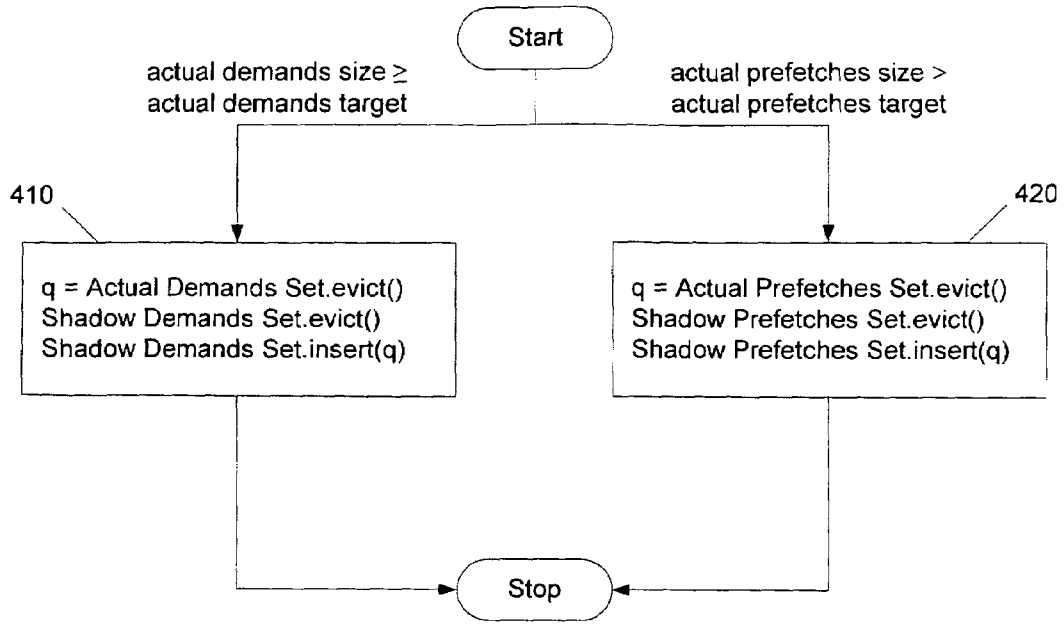 Start
actual demands size ≥
actual demands target
actual prefetches size >
actual prefetches target
410
420
q = Actual Demands Set.evict()
Shadow Demands Set.evict()
Shadow Demands Set.insert(q)
q = Actual Prefetches Set.evict()
Shadow Prefetches Set.evict()
Shadow Prefetches Set.insert(q)
Stop